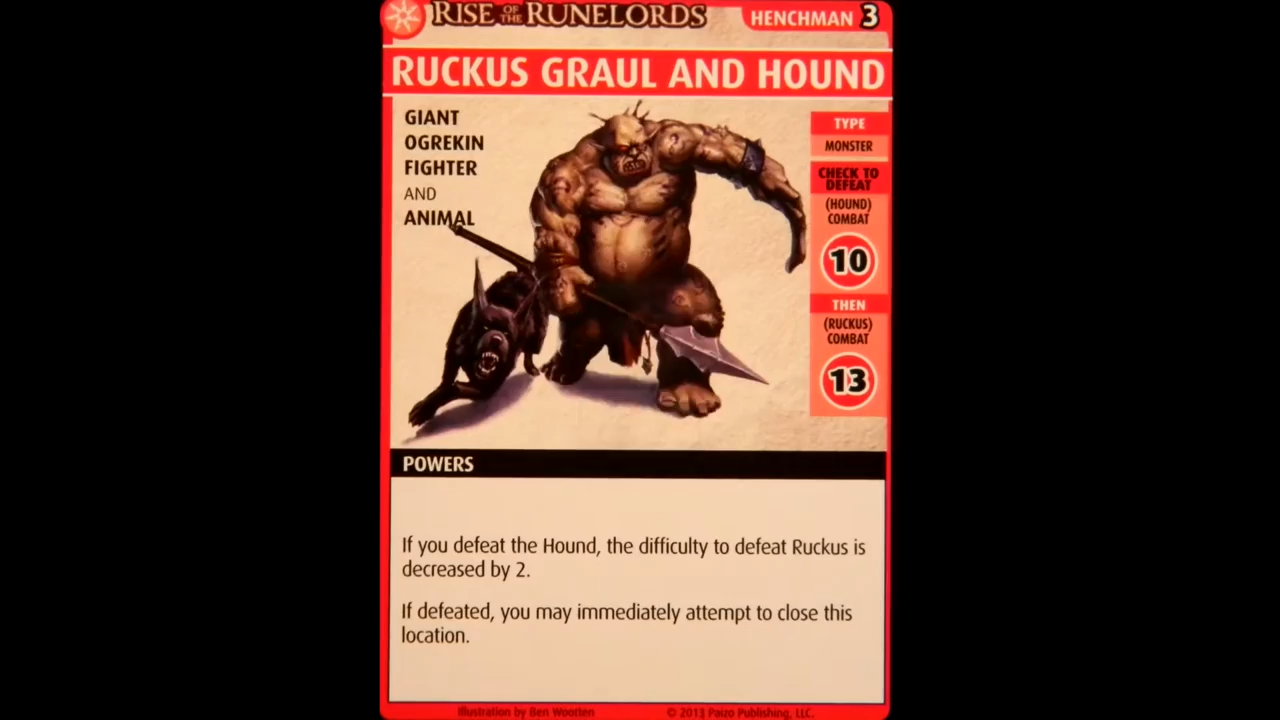 RISE OF THE RUNELORDS
HENCHMAN 3
RUCKUS GRAUL AND HOUND
GIANT
OGREKIN
FIGHTER
AND
ANIMAL
TYPE
MONSTER
CHECK TO
DEFEAT
(HOUND)
COMBAT
10
THEN
(RUCKUS)
COMBAT
13
POWERS
If you defeat the Hound, the difficulty to defeat Ruckus is
decreased by 2.
If defeated, you may immediately attempt to close this
location.
Illustration by Ben Wootten
© 2013 Paizo Publishing, LLC.